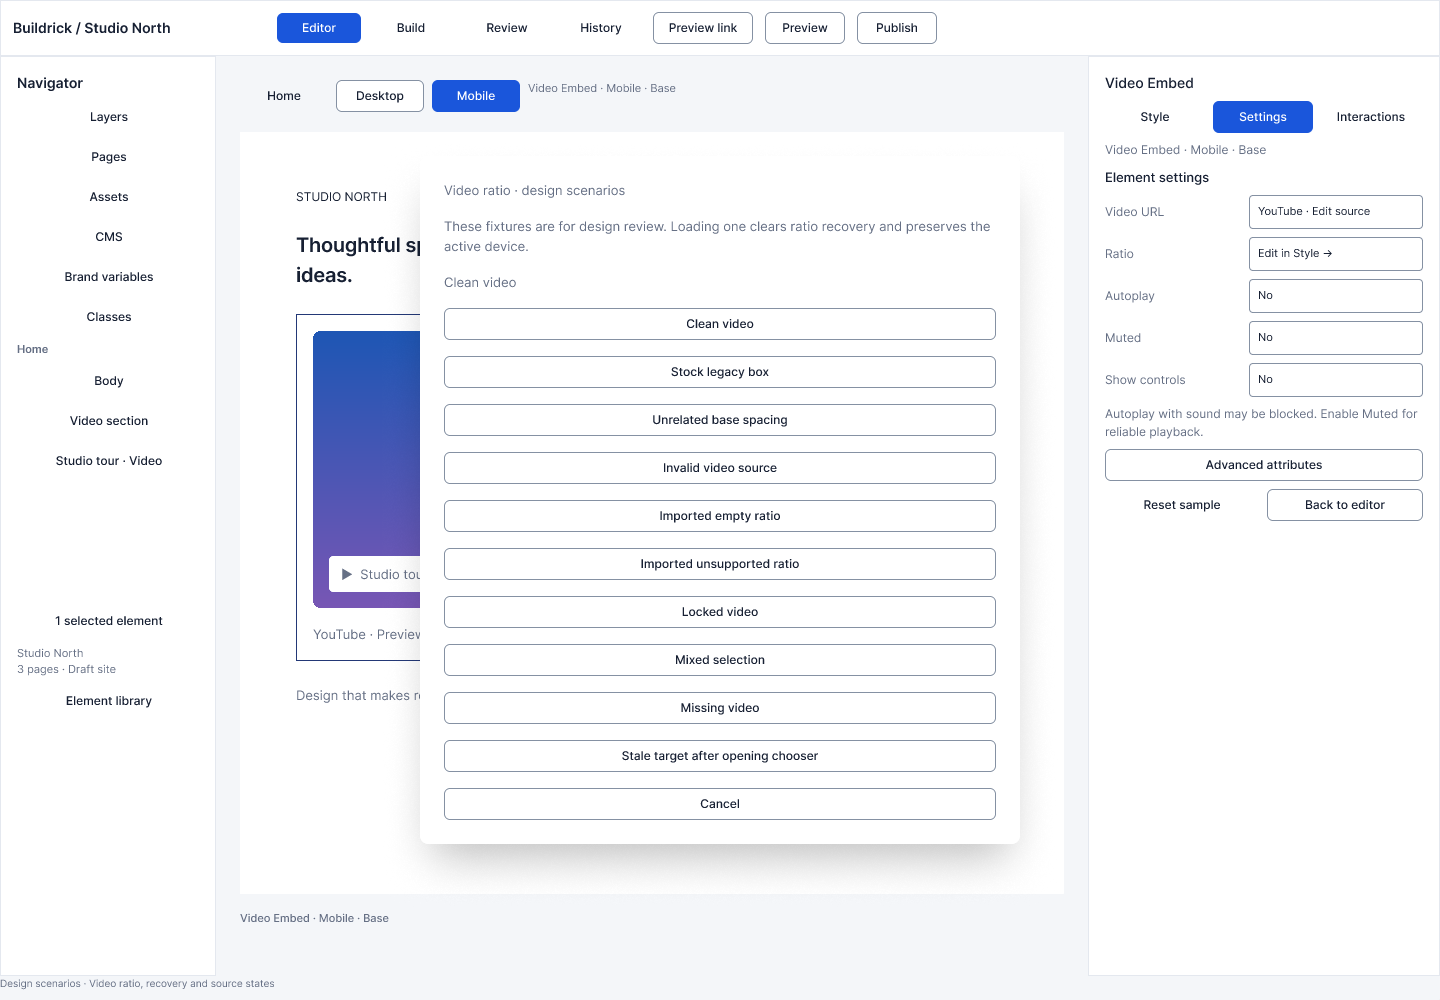 Buildrick / Studio North
Editor
Build
Review
History
Preview link
Preview
Publish
Navigator
Layers
Pages
Assets
CMS
Brand variables
Classes
Home
Body
Video section
Studio tour · Video
1 selected element
Studio North
3 pages · Draft site
Element library
Home
Desktop
Mobile
Video Embed · Mobile · Base
STUDIO NORTH
Thoughtful sp
ideas.
▶ Studio tou
YouTube · Preview
Design that makes r
Video ratio · design scenarios
These fixtures are for design review. Loading one clears ratio recovery and preserves the
active device.
Clean video
Clean video
Stock legacy box
Unrelated base spacing
Invalid video source
Imported empty ratio
Imported unsupported ratio
Locked video
Mixed selection
Missing video
Stale target after opening chooser
Cancel
Video Embed · Mobile · Base
Video Embed
Style
Settings
Interactions
Video Embed · Mobile · Base
Element settings
Video URL
YouTube · Edit source
Ratio
Edit in Style →
Autoplay
No
Muted
No
Show controls
No
Autoplay with sound may be blocked. Enable Muted for
reliable playback.
Advanced attributes
Reset sample
Back to editor
Design scenarios · Video ratio, recovery and source states